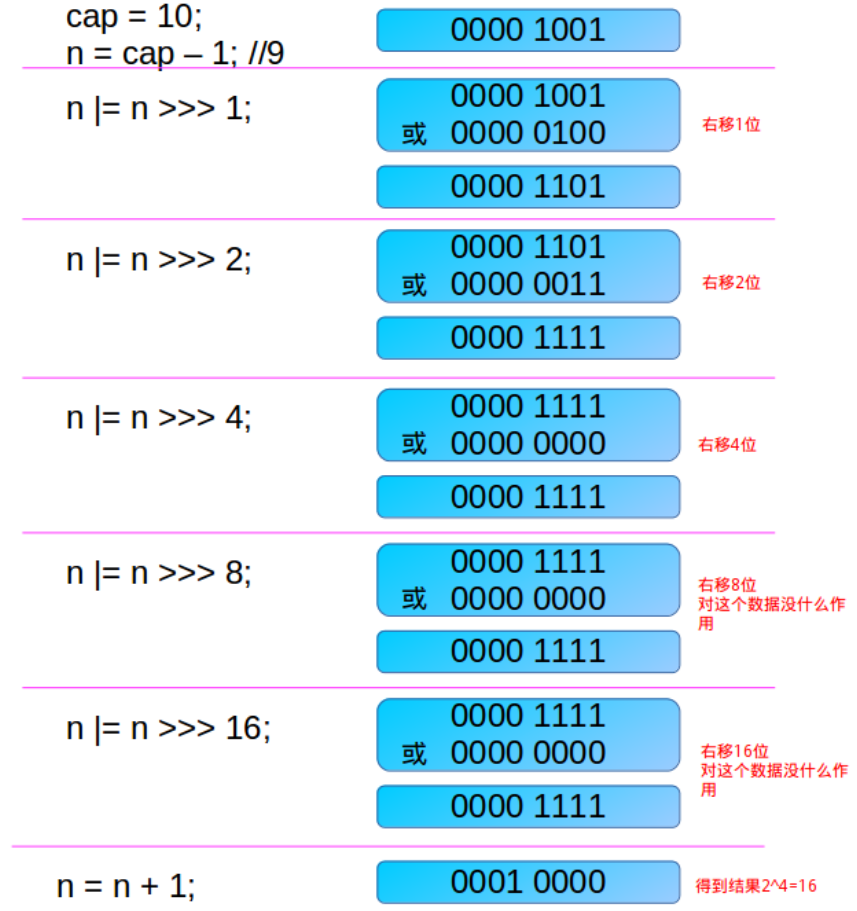 cap = 10;
n = cap – 1; //9
0000 1001
n |= n >>> 1;
0000 1001
或 0000 0100
右移1位
0000 1101
n |= n >>> 2;
0000 1101
或 0000 0011
右移2位
0000 1111
n |= n >>> 4;
0000 1111
或 0000 0000
右移4位
0000 1111
n |= n >>> 8;
0000 1111
或 0000 0000
右移8位
对这个数据没什么作
用
0000 1111
n |= n >>> 16;
0000 1111
或 0000 0000
右移16位
对这个数据没什么作
用
0000 1111
n = n + 1;
0001 0000
得到结果2^4=16